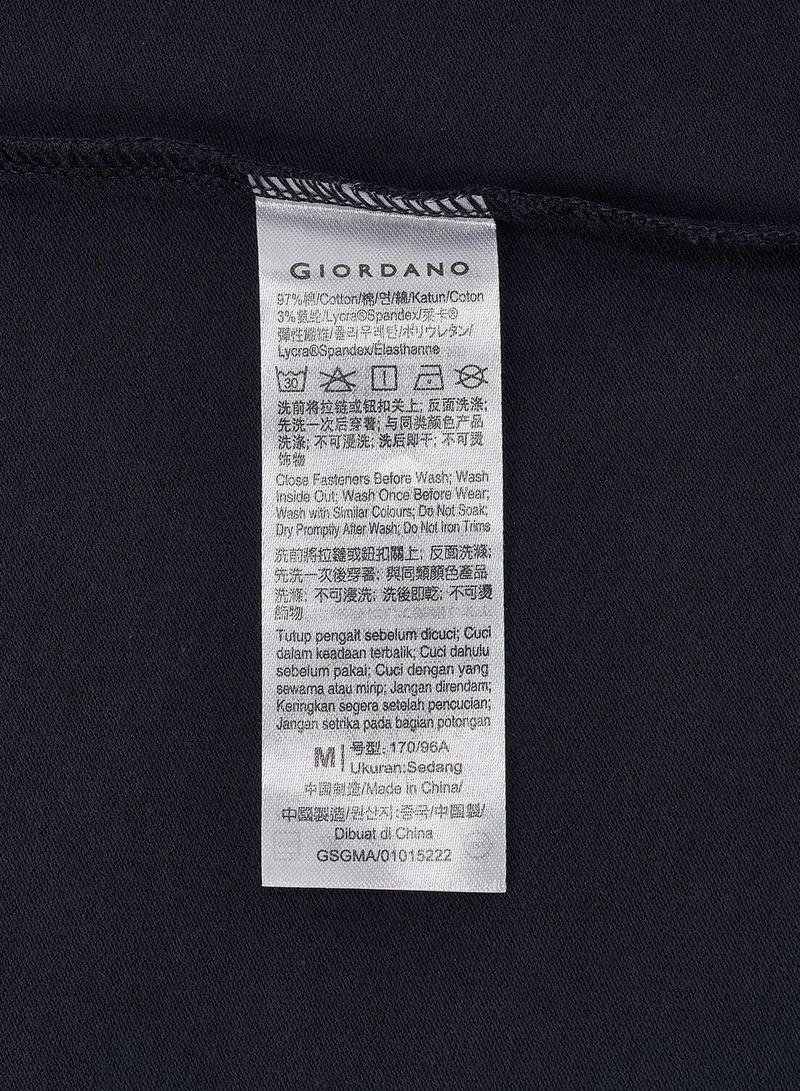 GIORDANO
97%綿/Cotton/棉/면/綿/Katun/Coton
3%氨纶/Lycra®Spandex/萊卡®
彈性纖維/폴리우레탄/ポリウレタン/
Lycra®Spandex/Elasthanne
30
洗前将拉链或钮扣关上; 反面洗涤;
先洗一次后穿著; 与同类颜色产品
洗涤; 不可浸洗; 洗后即干; 不可烫
饰物
Close Fasteners Before Wash; Wash
Inside Out; Wash Once Before Wear;
Wash with Similar Colours; Do Not Soak;
Dry Promptly After Wash; Do Not Iron Trims
洗前將拉鏈或鈕扣關上; 反面洗滌;
先洗一次後穿著; 與同類顏色產品
洗滌; 不可浸洗; 洗後即乾; 不可燙
飾物
Tutup pengait sebelum dicuci; Cuci
dalam keadaan terbalik; Cuci dahulu
sebelum pakai; Cuci dengan yang
sewarna atau mirip; Jangan direndam;
Keringkan segera setelah pencucian;
Jangan setrika pada bagian potongan
M 号型: 170/96A
Ukuran:Sedang
中国制造/Made in China/
中國製造/원산지:중국/中国製/
Dibuat di China
GSGMA/01015222